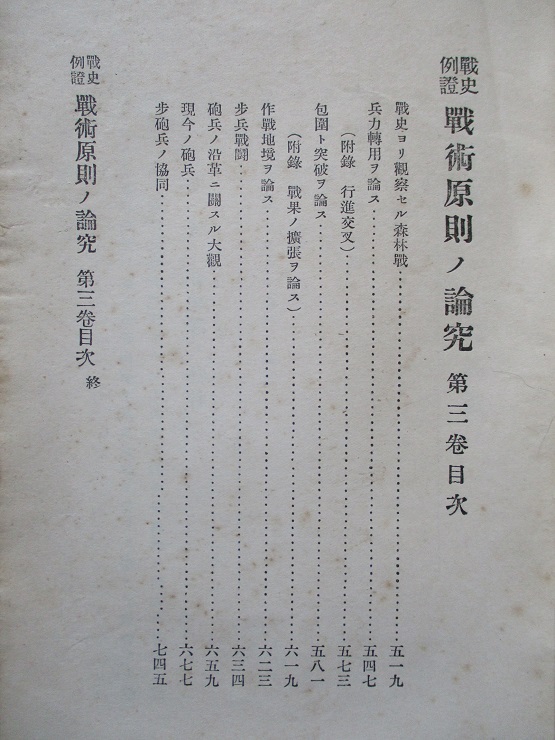 戰史例證 戰術原則ノ論究 第三卷目次
戰史ヨリ觀察セル森林戰……五一九
兵力轉用ヲ論ス……五四七
(附錄 行進交叉)……五七三
包圍ト突破ヲ論ス……五八一
(附錄 戰果ノ擴張ヲ論ス)……六一九
作戰地境ヲ論ス……六二三
步兵戰鬪……六三四
砲兵ノ沿革ニ關スル大觀……六五九
現今ノ砲兵……六七七
步砲兵ノ協同……七四五
戰史例證 戰術原則ノ論究 第三卷目次 終